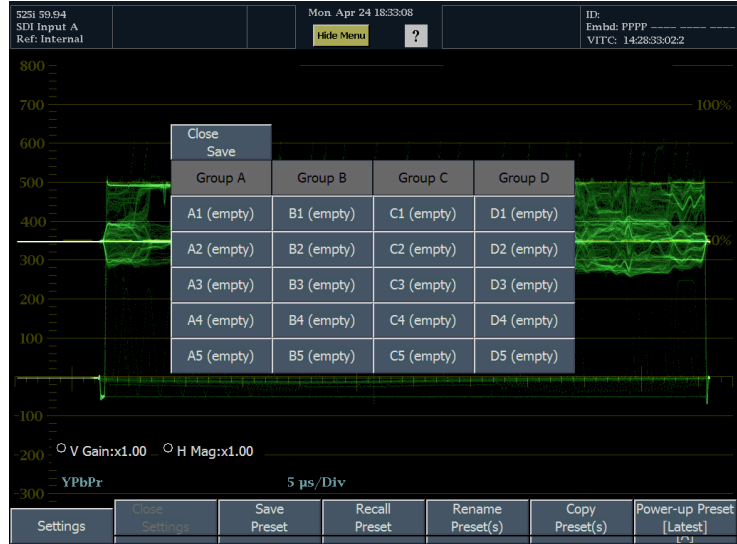 525i 59.94
SDI Input A
Ref: Internal
Mon Apr 24 18:33:08
Hide Menu
?
ID:
Embd: PPPP ---- ---- ----
VITC: 14:28:33:02:2
800
700
100%
600
500
400
300
50%
200
100
-100
-200
-300
Close
Save
Group A Group B Group C Group D
A1 (empty) B1 (empty) C1 (empty) D1 (empty)
A2 (empty) B2 (empty) C2 (empty) D2 (empty)
A3 (empty) B3 (empty) C3 (empty) D3 (empty)
A4 (empty) B4 (empty) C4 (empty) D4 (empty)
A5 (empty) B5 (empty) C5 (empty) D5 (empty)
V Gain:x1.00 H Mag:x1.00
YPbPr 5 µs/Div
Settings
Close
Settings
Save
Preset
Recall
Preset
Rename
Preset(s)
Copy
Preset(s)
Power-up Preset
[Latest]